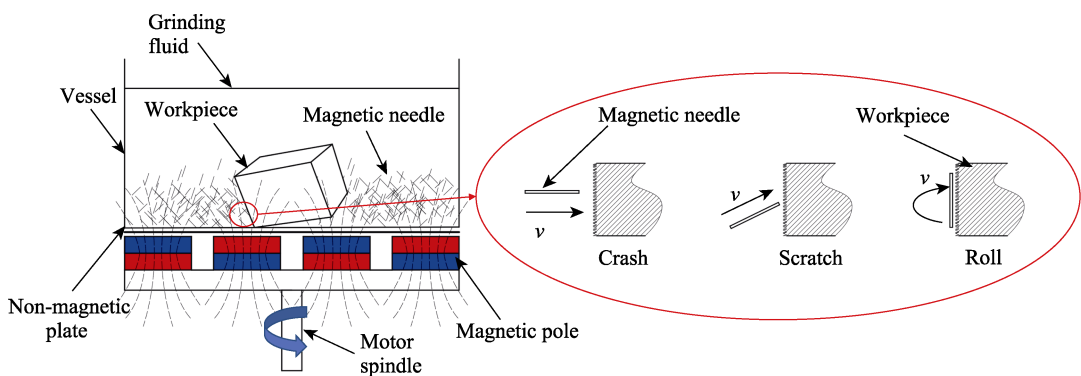 Grinding
fluid
Vessel
Workpiece
Magnetic needle
Non-magnetic
plate
Motor
spindle
Magnetic pole
Magnetic needle
Workpiece
v
v
v
Crash
Scratch
Roll